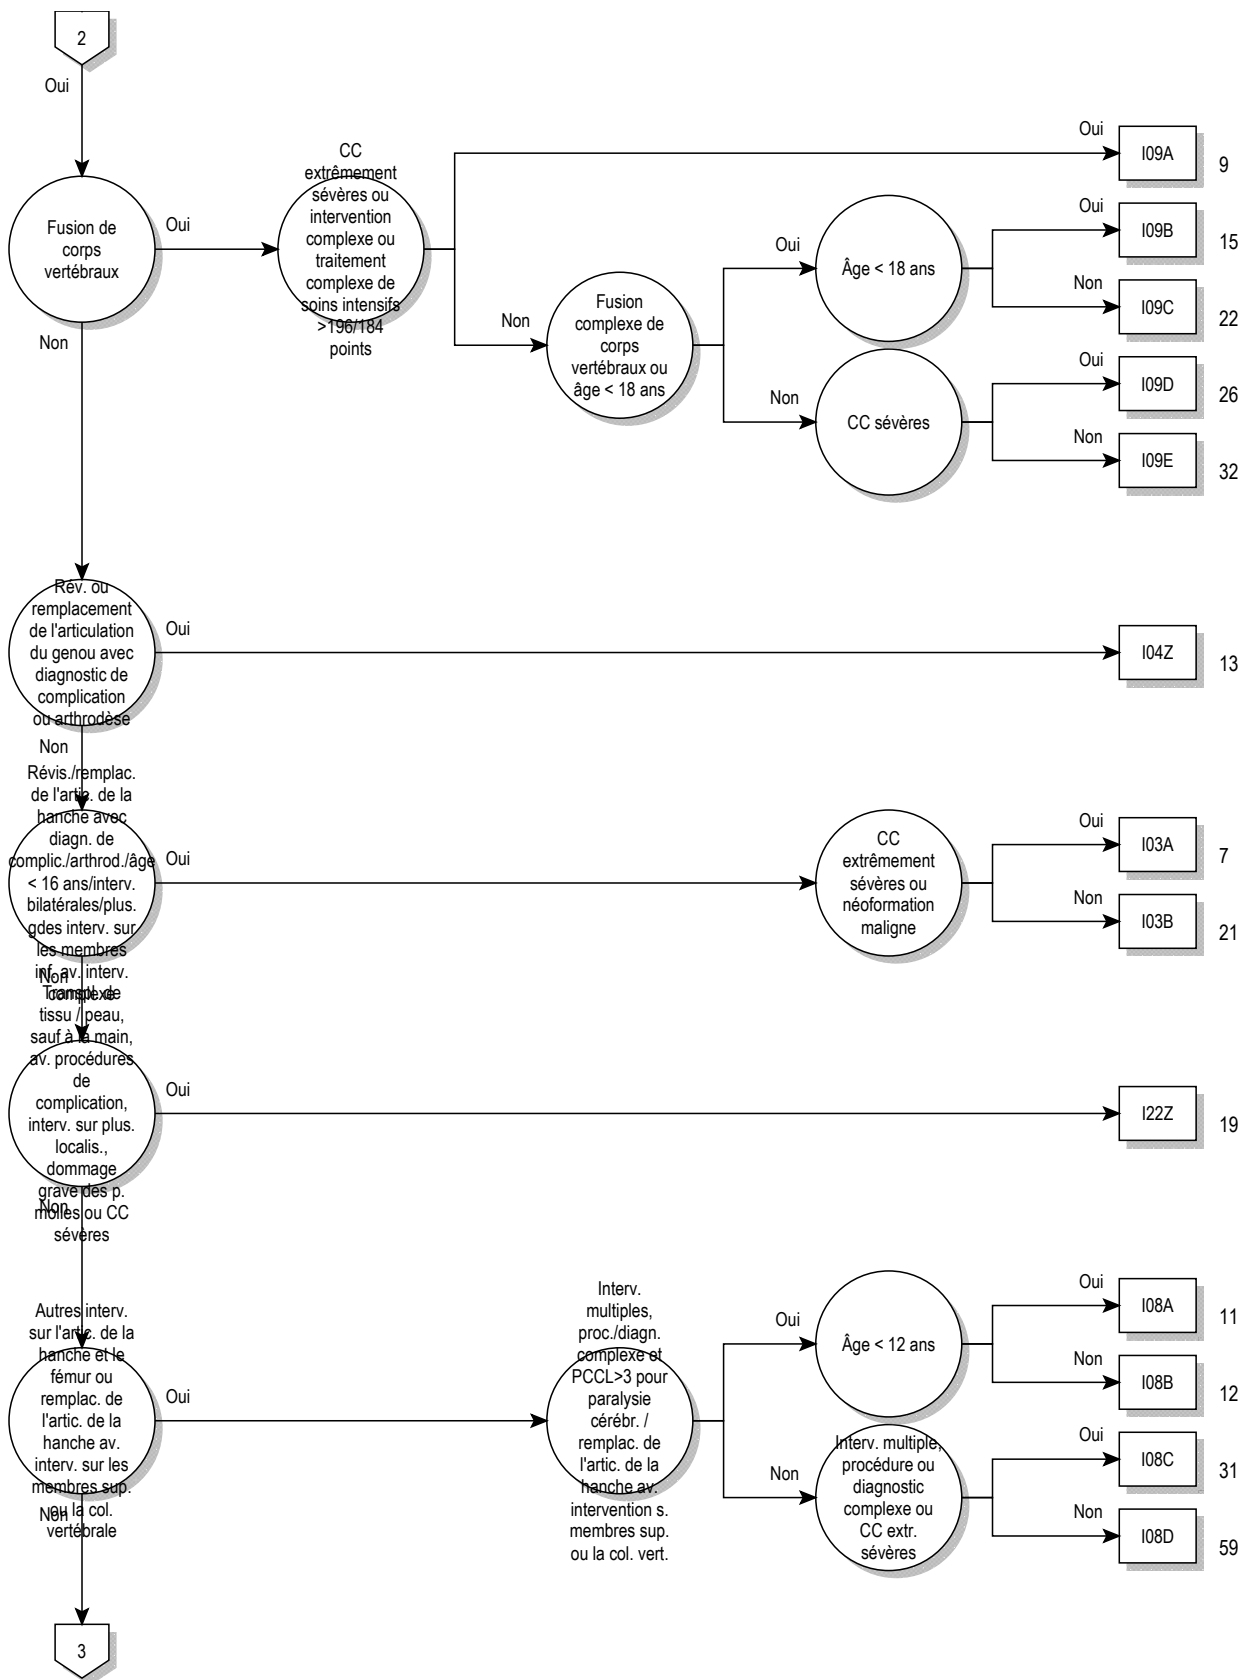 2
Oui
Fusion de
corps
vertébraux
Oui
Non
CC
extrêmement
sévères ou
intervention
complexe ou
traitement
complexe de
soins intensifs
>196/184
points
Oui
I09A
9
Non
Fusion
complexe de
corps
vertébraux ou
âge < 18 ans
Oui
Âge < 18 ans
Oui
I09B
15
Non
I09C
22
Non
CC sévères
Oui
I09D
26
Non
I09E
32
Rév. ou
remplacement
de l'articulation
du genou avec
diagnostic de
complication
ou arthrodèse
Oui
I04Z
13
Non
Révis./remplac.
de l'artic. de la
hanche avec
diagn. de
complic./arthrod./âge
< 16 ans/interv.
bilatérales/plus.
gdes interv. sur
les membres
inf. av. interv.
complexe
Oui
CC
extrêmement
sévères ou
néoformation
maligne
Oui
I03A
7
Non
I03B
21
Non
Transpl. de
tissu / peau,
sauf à la main,
av. procédures
de
complication,
interv. sur plus.
localis.,
dommage
grave des p.
molles ou CC
sévères
Oui
I22Z
19
Non
Autres interv.
sur l'artic. de la
hanche et le
fémur ou
remplac. de
l'artic. de la
hanche av.
interv. sur les
membres sup.
ou la col.
vertébrale
Oui
Interv.
multiples,
proc./diagn.
complexe et
PCCL>3 pour
paralysie
cérébr. /
remplac. de
l'artic. de la
hanche av.
intervention s.
membres sup.
ou la col. vert.
Oui
Âge < 12 ans
Oui
I08A
11
Non
I08B
12
Non
Interv. multiple,
procédure ou
diagnostic
complexe ou
CC extr.
sévères
Oui
I08C
31
Non
I08D
59
Non
3